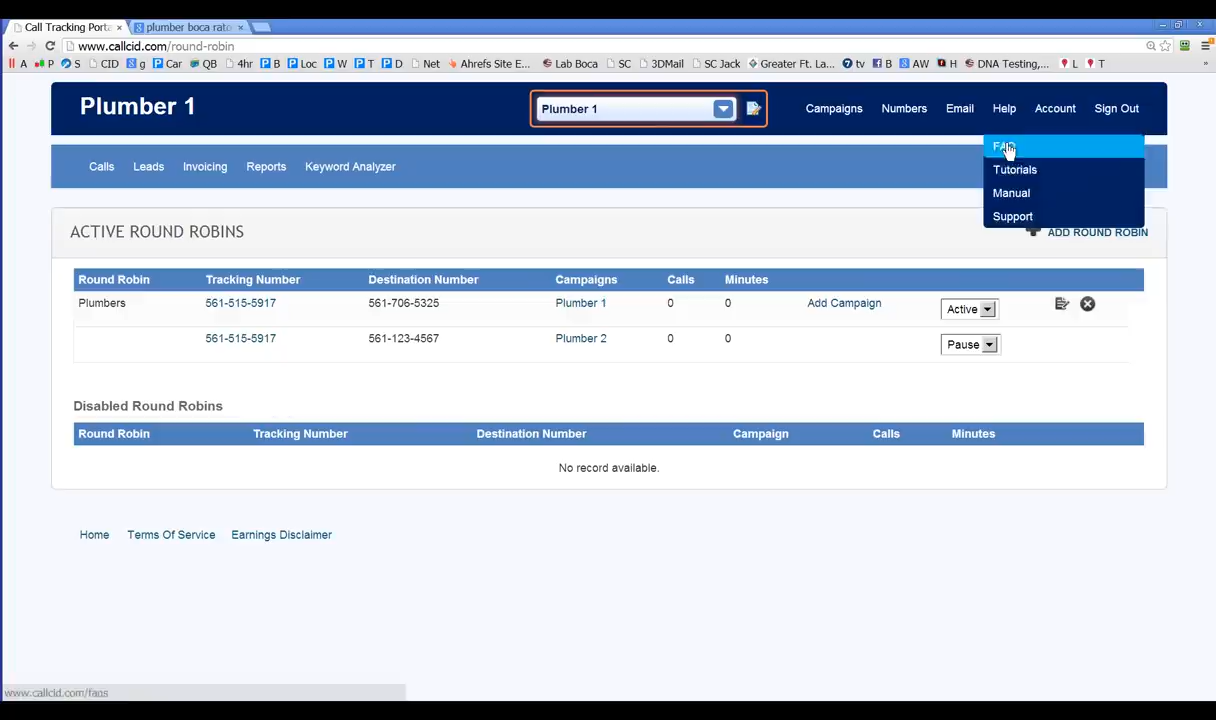 Call Tracking Porta
plumber boca rato
www.callcid.com/round-robin
A P S CID g B Car QB 4hr B Loc W T D Net Ahrefs Site E... Lab Boca SC 3DMail SC Jack Greater Ft. La... tv B AW H DNA Testing,... L T »
Plumber 1
Plumber 1
Campaigns Numbers Email Help Account Sign Out
Calls Leads Invoicing Reports Keyword Analyzer
FAQ
Tutorials
Manual
Support
ACTIVE ROUND ROBINS
ADD ROUND ROBIN
Round Robin Tracking Number Destination Number Campaigns Calls Minutes
Plumbers 561-515-5917 561-706-5325 Plumber 1 0 0 Add Campaign Active
561-515-5917 561-123-4567 Plumber 2 0 0 Pause
Disabled Round Robins
Round Robin Tracking Number Destination Number Campaign Calls Minutes
No record available.
Home Terms Of Service Earnings Disclaimer
www.callcid.com/faqs